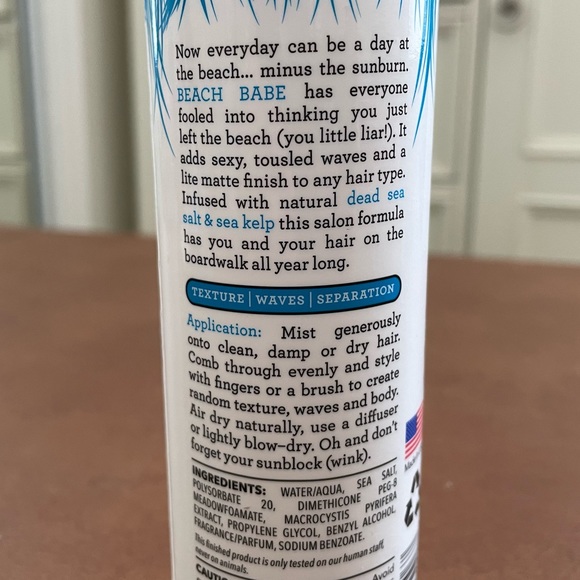 Now everyday can be a day at
the beach... minus the sunburn.
BEACH BABE has everyone
fooled into thinking you just
left the beach (you little liar!). It
adds sexy, tousled waves and a
lite matte finish to any hair type.
Infused with natural dead sea
salt & sea kelp this salon formula
has you and your hair on the
boardwalk all year long.
TEXTURE | WAVES | SEPARATION
Application: Mist generously
onto clean, damp or dry hair.
Comb through evenly and style
with fingers or a brush to create
random texture, waves and body.
Air dry naturally, use a diffuser
or lightly blow-dry. Oh and don't
forget your sunblock (wink).
INGREDIENTS: WATER/AQUA, SEA SALT,
POLYSORBATE 20, DIMETHICONE PEG-8
MEADOWFOAMATE, MACROCYSTIS PYRIFERA
EXTRACT, PROPYLENE GLYCOL, BENZYL ALCOHOL,
FRAGRANCE/PARFUM, SODIUM BENZOATE.
This finished product is only tested on our human staff,
never on animals.
Avoid